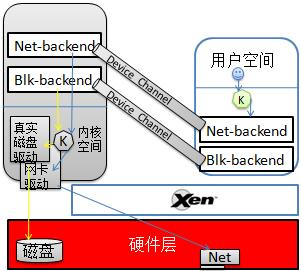 Net-backend
Blk-backend
Device Channel
Device Channel
用户空间
K
Net-backend
Blk-backend
真实
磁盘
驱动
K
内核
空间
网卡
驱动
Xen
硬件层
磁盘
Net